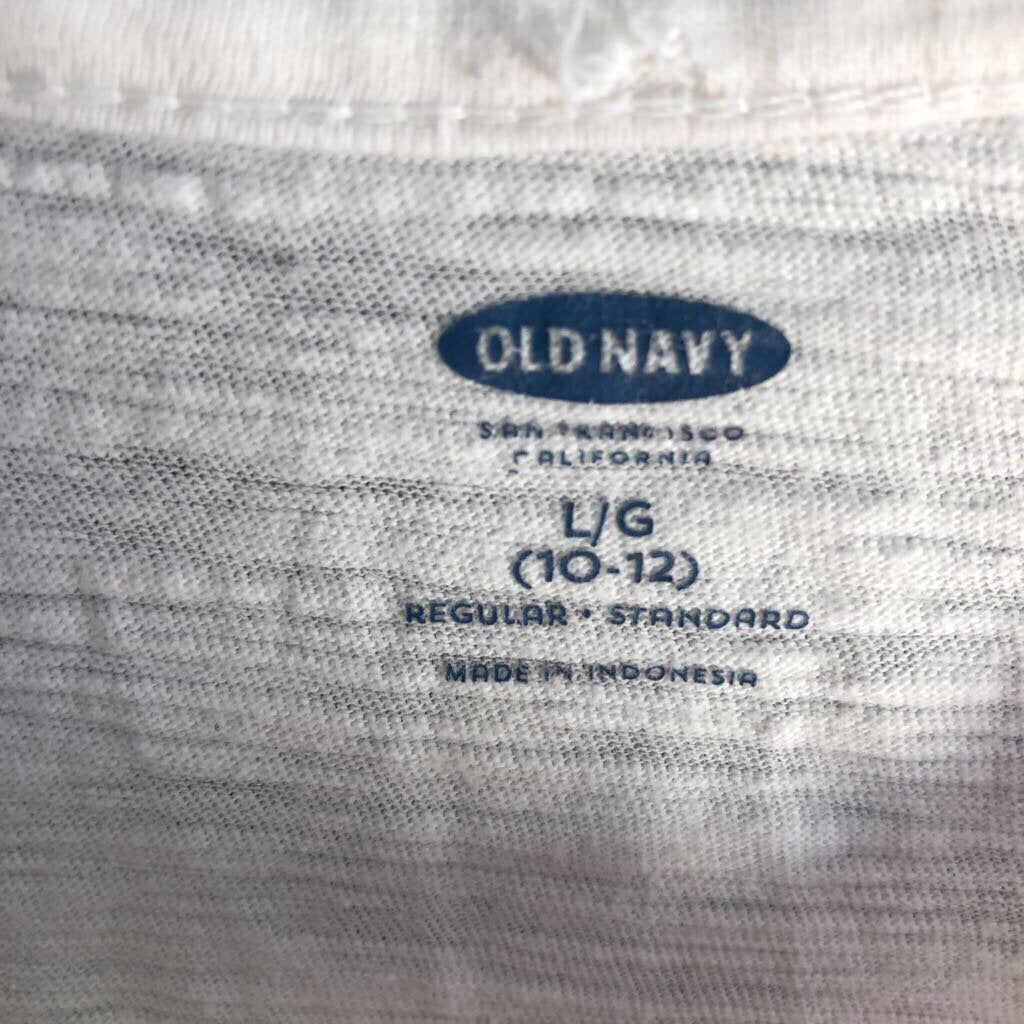 OLD NAVY
SAN FRANCISCO
CALIFORNIA
L/G
(10-12)
REGULAR • STANDARD
MADE IN INDONESIA